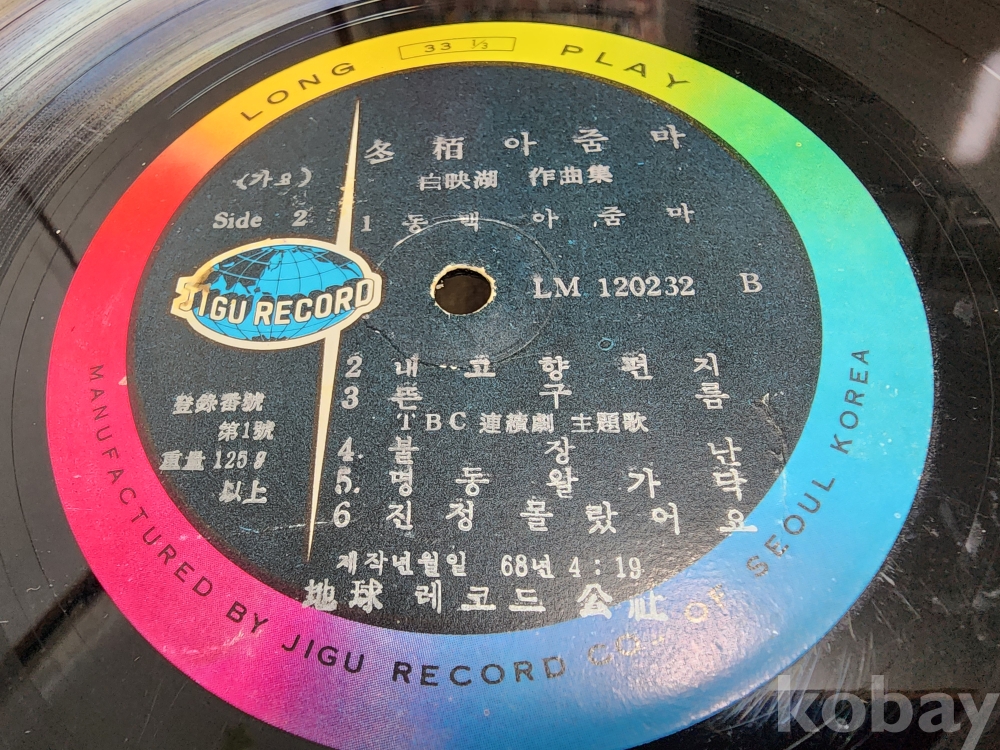 LONG 33 ⅓ PLAY
冬栢아줌마
(가요) 白映湖 作曲集
Side 2 1 동백아줌마
JIGU RECORD
LM 120232 B
2 내고향편지
3 뜬구름
TBC 連續劇 主題歌
4. 불장난
5. 명동왈가닥
6 진정몰랐어요
登錄番號
第1號
重量 125g
以上
제작년월일 68년 4:19
地球 레코드 公社
MANUFACTURED BY JIGU RECORD CO. OF SEOUL KOREA
kobay